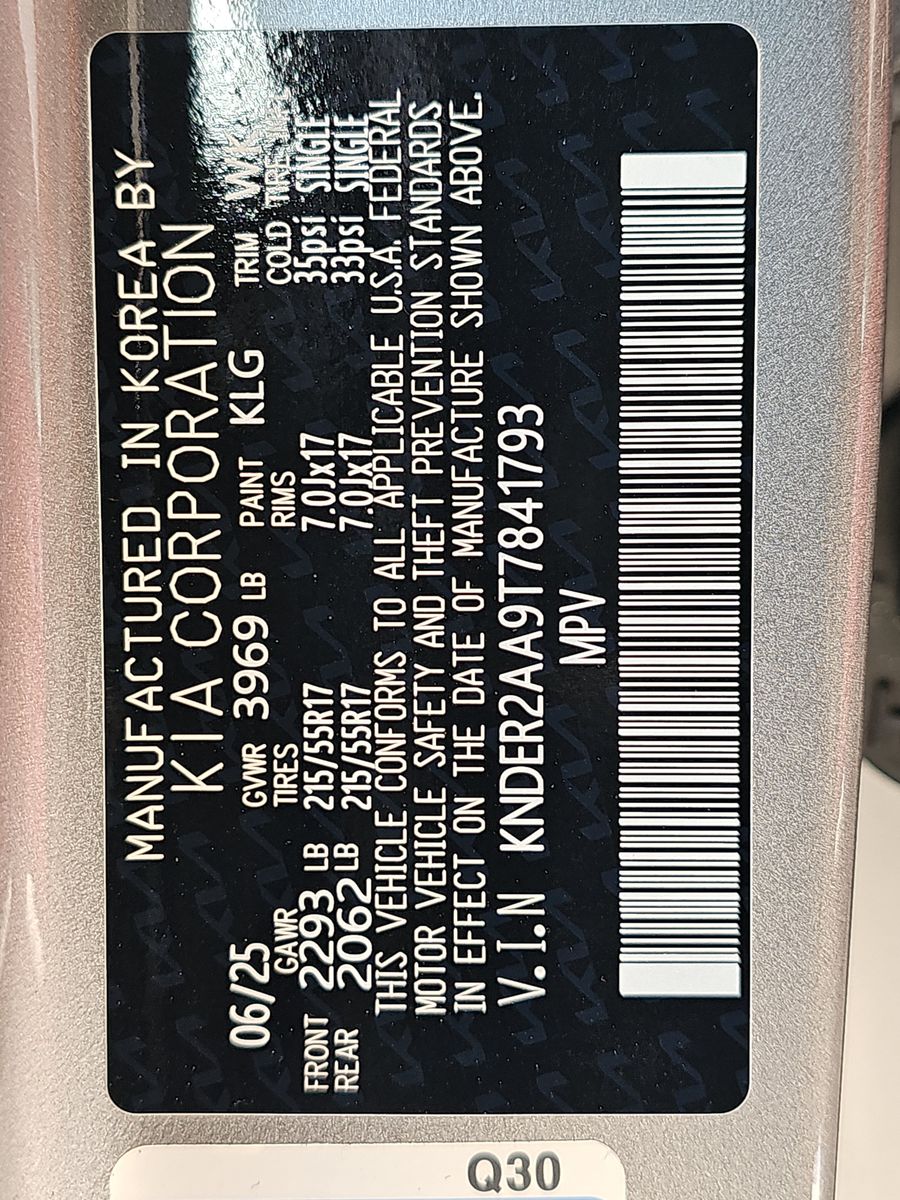 MANUFACTURED IN KOREA BY
KIA CORPORATION
06/25 GVWR 3969 LB PAINT KLG TRIM WK
GAWR TIRES RIMS COLD TIRE
FRONT 2293 LB 215/55R17 7.0Jx17 35psi SINGLE
REAR 2062 LB 215/55R17 7.0Jx17 33psi SINGLE
THIS VEHICLE CONFORMS TO ALL APPLICABLE U.S.A. FEDERAL
MOTOR VEHICLE SAFETY AND THEFT PREVENTION STANDARDS
IN EFFECT ON THE DATE OF MANUFACTURE SHOWN ABOVE.
V.I.N KNDER2AA9T7841793
MPV
Q30